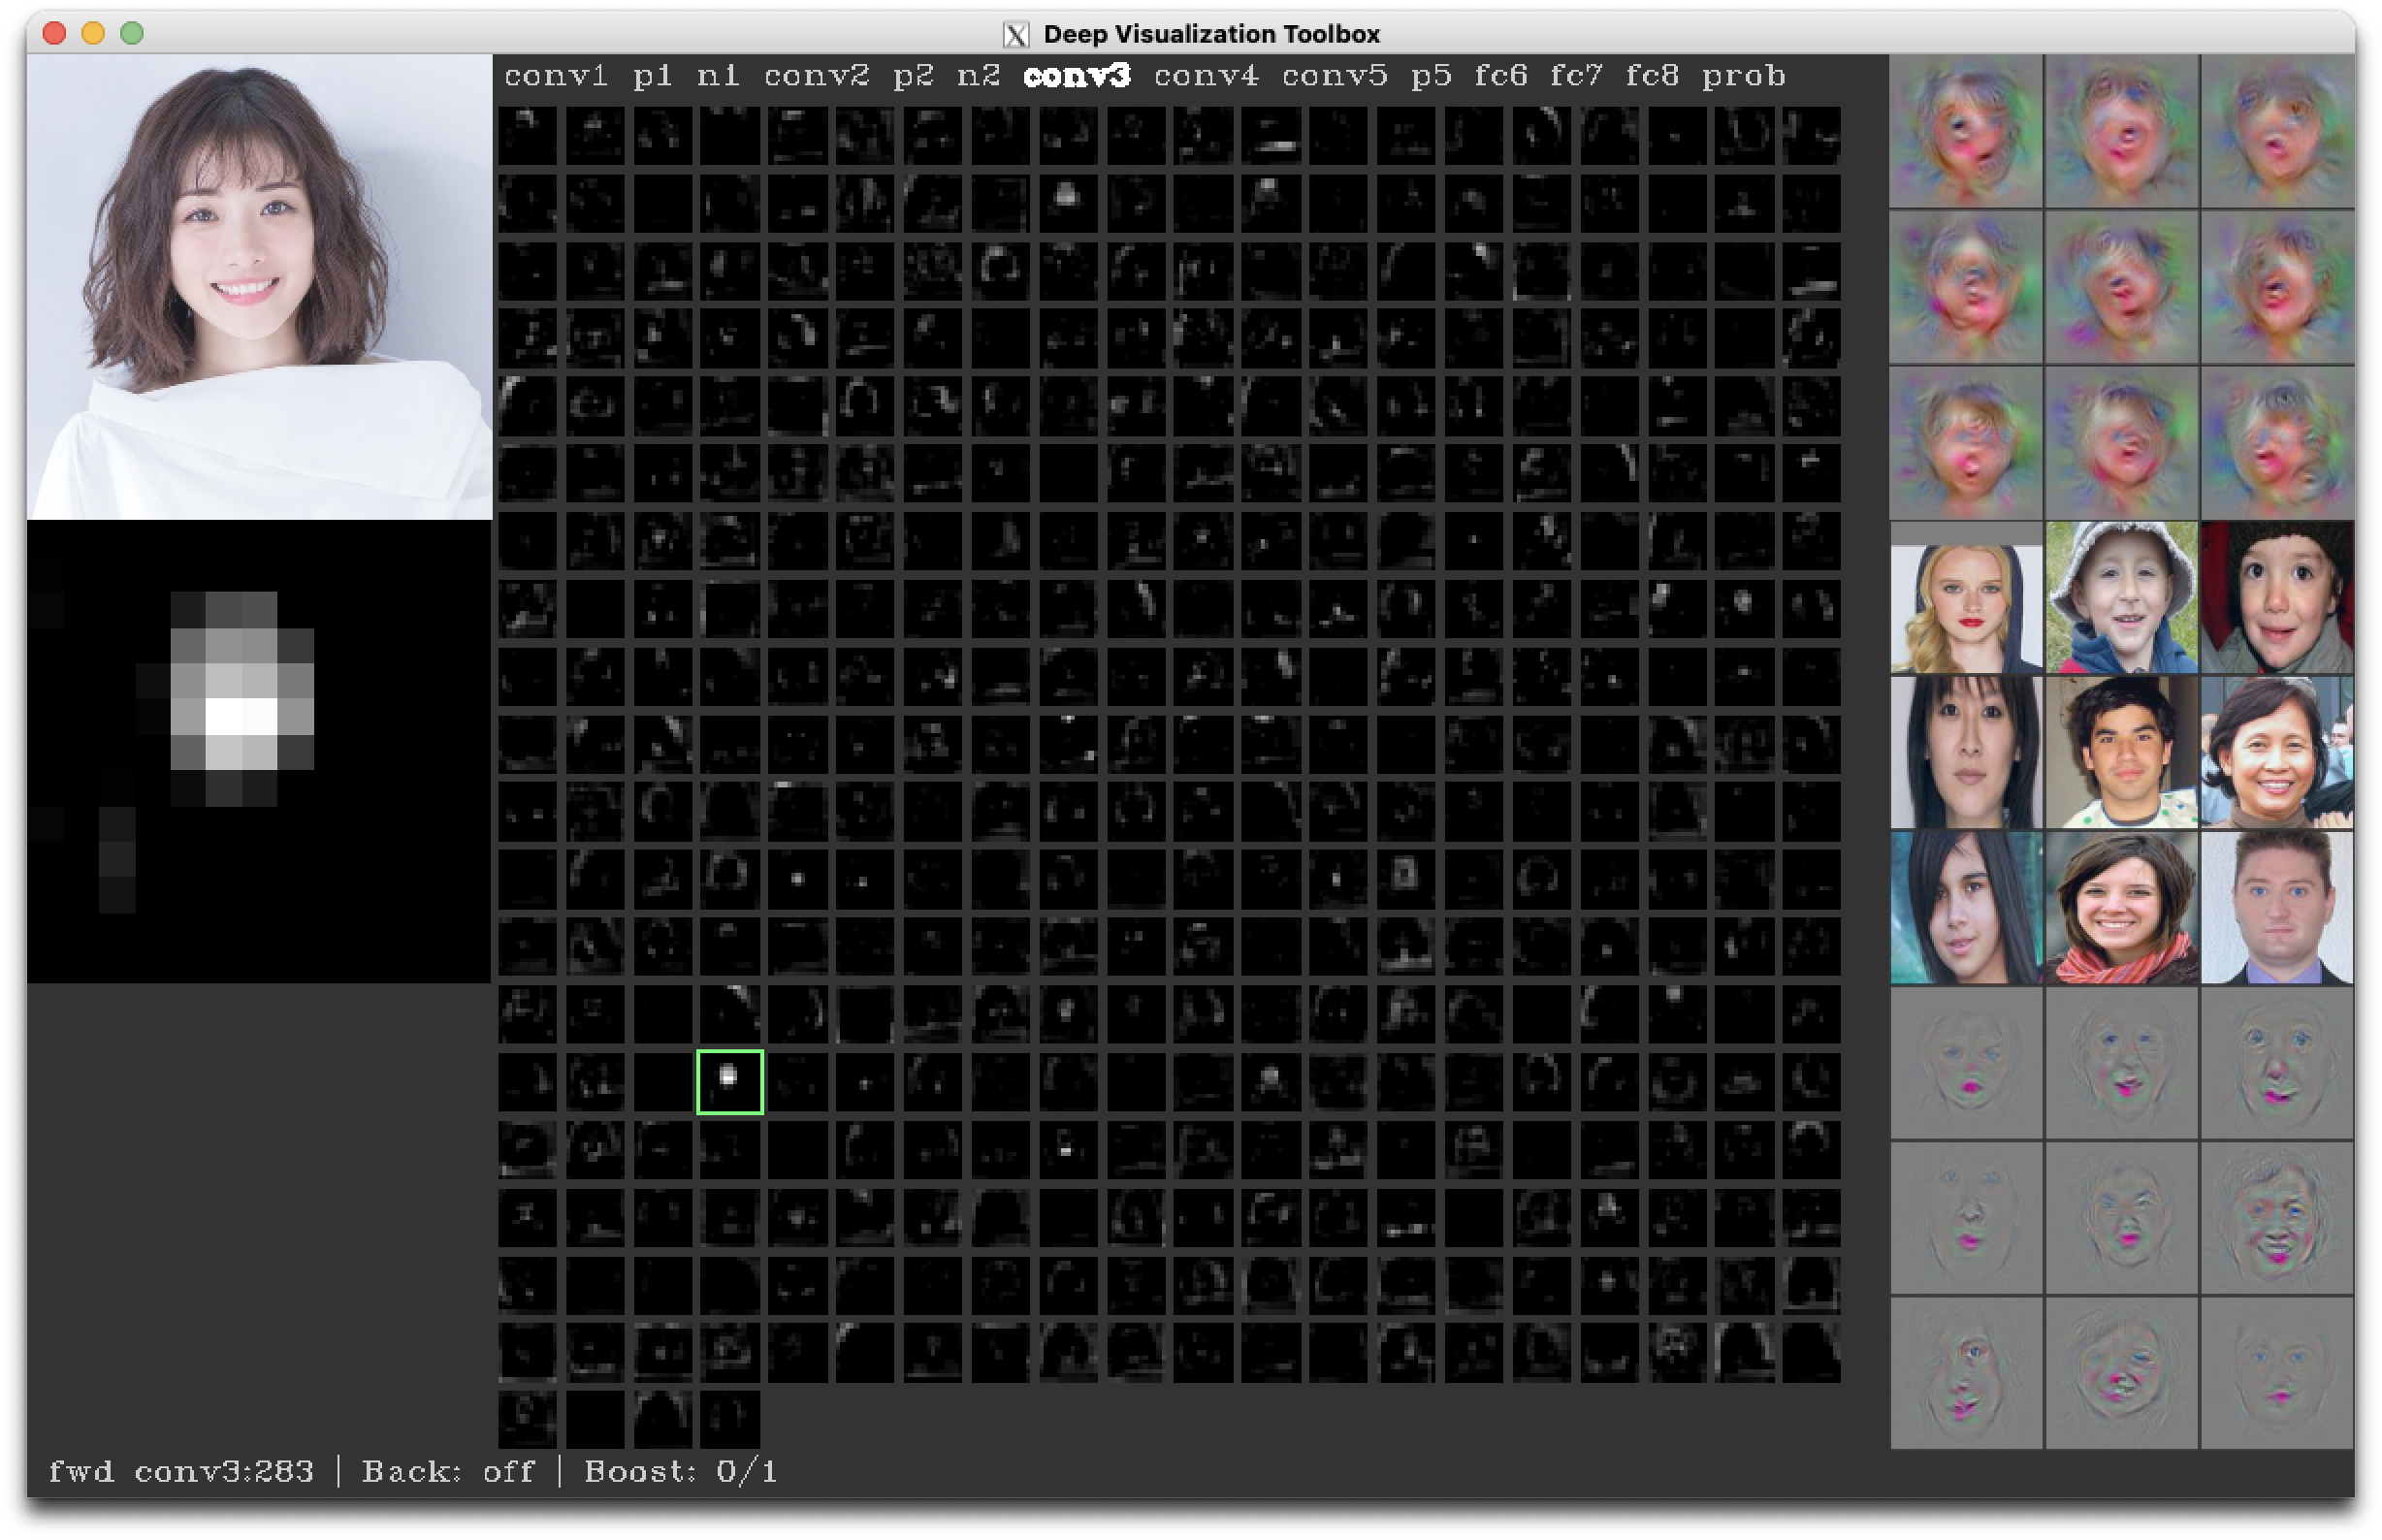 Deep Visualization Toolbox
conv1 p1 n1 conv2 p2 n2 conv3 conv4 conv5 p5 fc6 fc7 fc8 prob
fwd conv3:283 | Back: off | Boost: 0/1